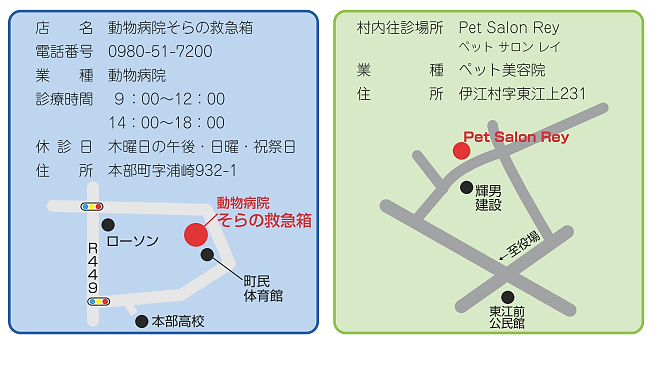 店　　名　動物病院そらの救急箱
電話番号　0980-51-7200
業　　種　動物病院
診療時間　9：00〜12：00
14：00〜18：00
休 診 日　木曜日の午後・日曜・祝祭日
住　　所　本部町字浦崎932-1
動物病院
そらの救急箱
ローソン
R449
町民
体育館
本部高校
村内往診場所　Pet Salon Rey
ペット サロン レイ
業　　種　ペット美容院
住　　所　伊江村字東江上231
Pet Salon Rey
輝男
建設
←至役場
東江前
公民館